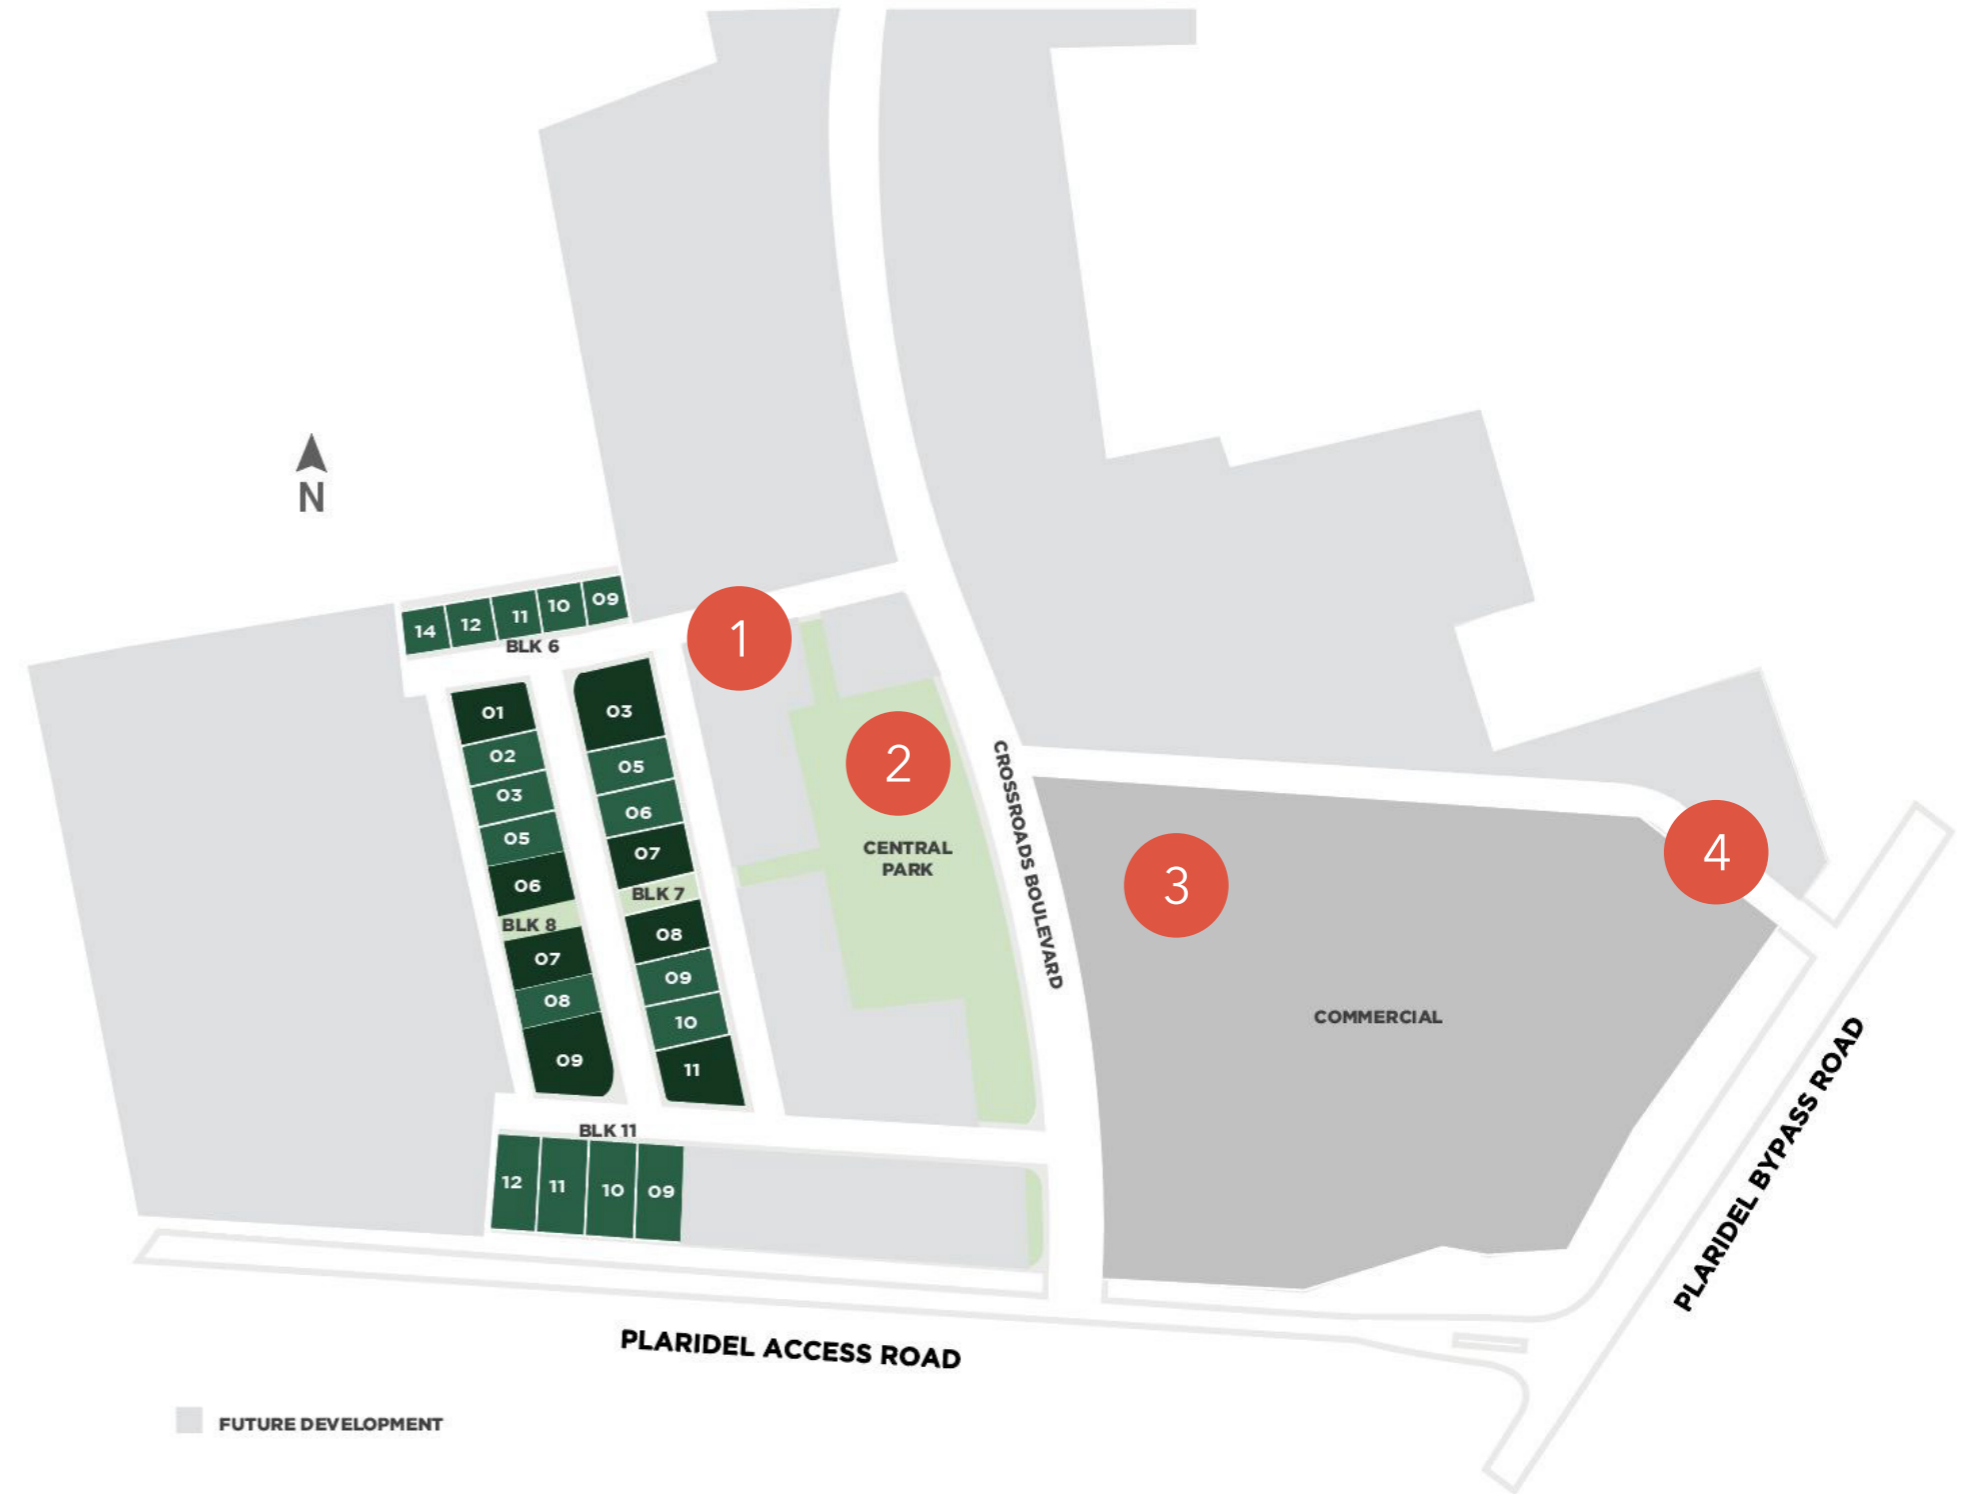 N
14
12
11
10
09
BLK 6
1
01
02
03
05
06
BLK 8
07
08
09
03
05
06
07
BLK 7
08
09
10
11
2
CENTRAL
PARK
CROSSROADS BOULEVARD
3
4
COMMERCIAL
BLK 11
12
11
10
09
PLARIDEL BYPASS ROAD
PLARIDEL ACCESS ROAD
FUTURE DEVELOPMENT